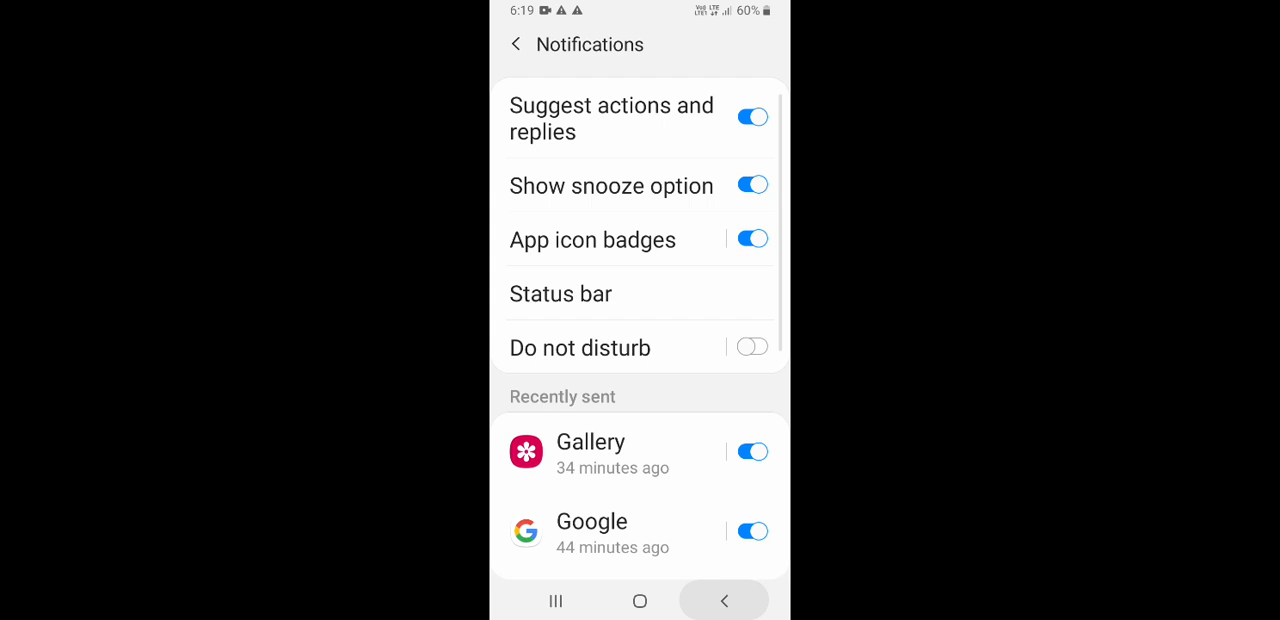 6:19 60%
Notifications
Suggest actions and
replies
Show snooze option
App icon badges
Status bar
Do not disturb
Recently sent
Gallery
34 minutes ago
Google
44 minutes ago